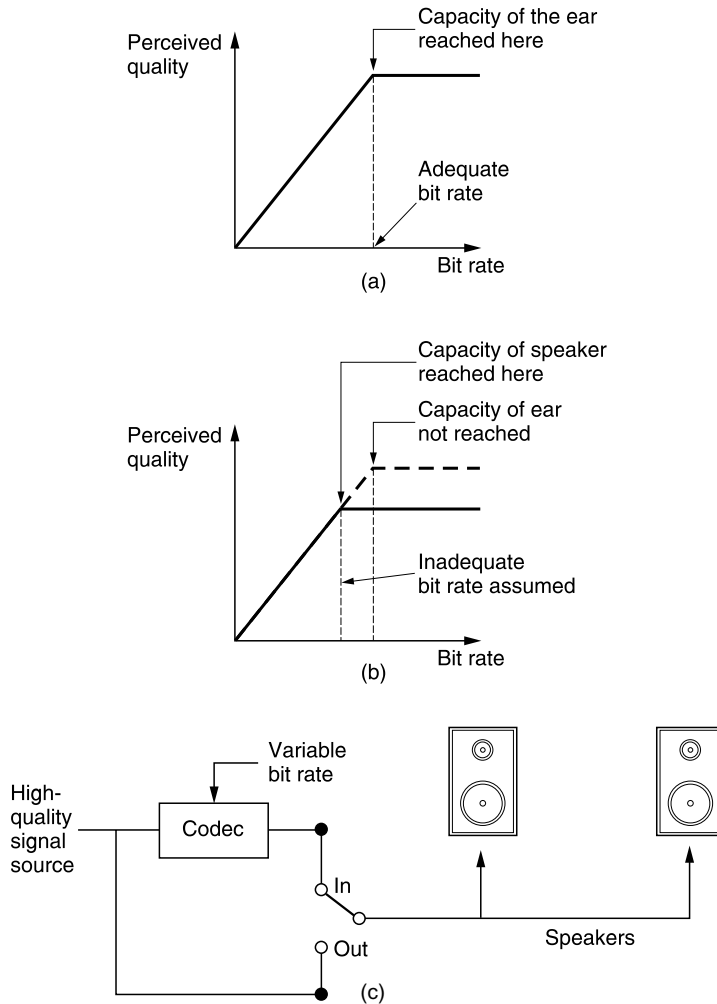 Capacity of the ear
reached here
Perceived
quality
Adequate
bit rate
Bit rate
(a)
Capacity of speaker
reached here
Capacity of ear
not reached
Perceived
quality
Inadequate
bit rate assumed
Bit rate
(b)
Variable
bit rate
High-
quality
signal
source
Codec
In
Out
Speakers
(c)